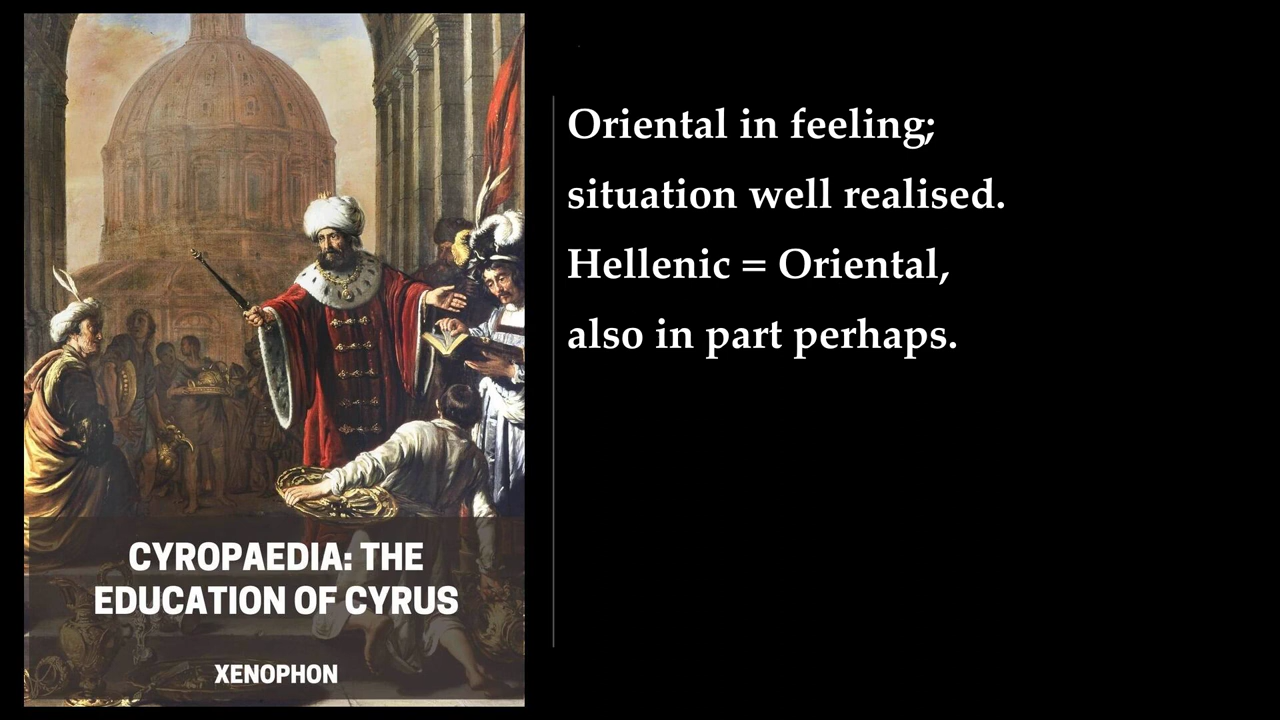 CYROPAEDIA: THE
EDUCATION OF CYRUS
XENOPHON
Oriental in feeling;
situation well realised.
Hellenic = Oriental,
also in part perhaps.